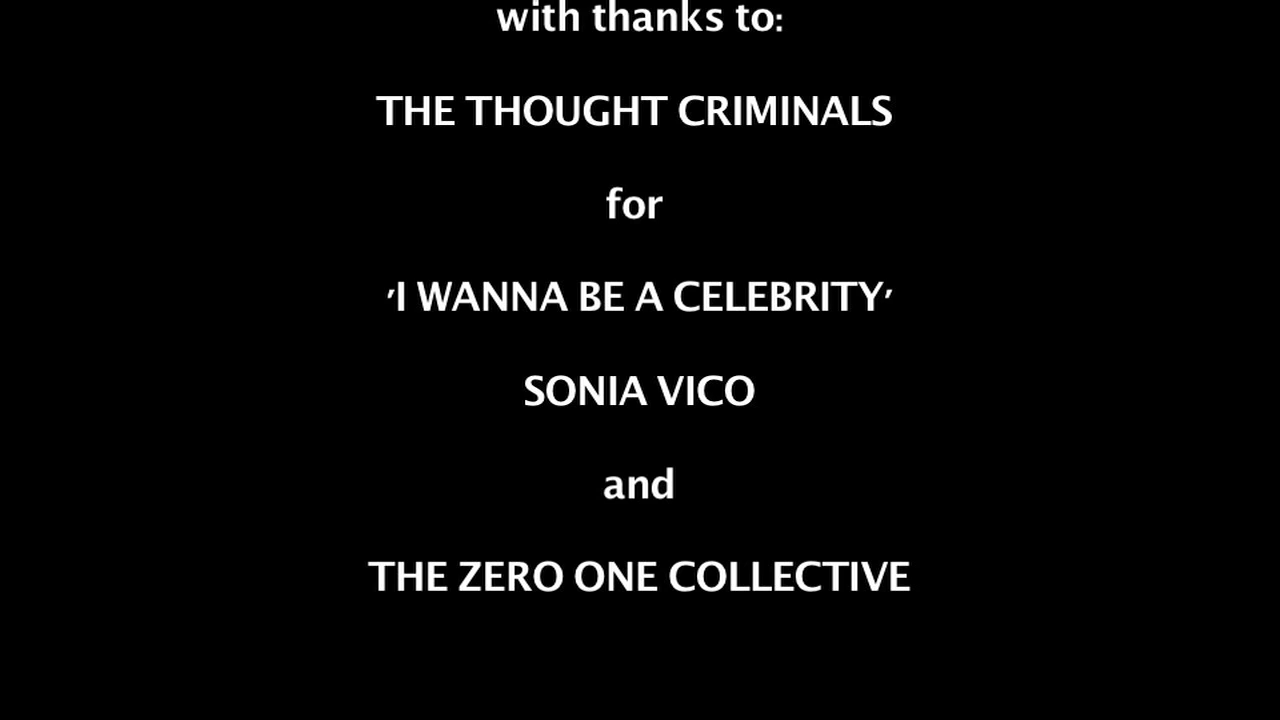 with thanks to:
THE THOUGHT CRIMINALS
for
'I WANNA BE A CELEBRITY'
SONIA VICO
and
THE ZERO ONE COLLECTIVE